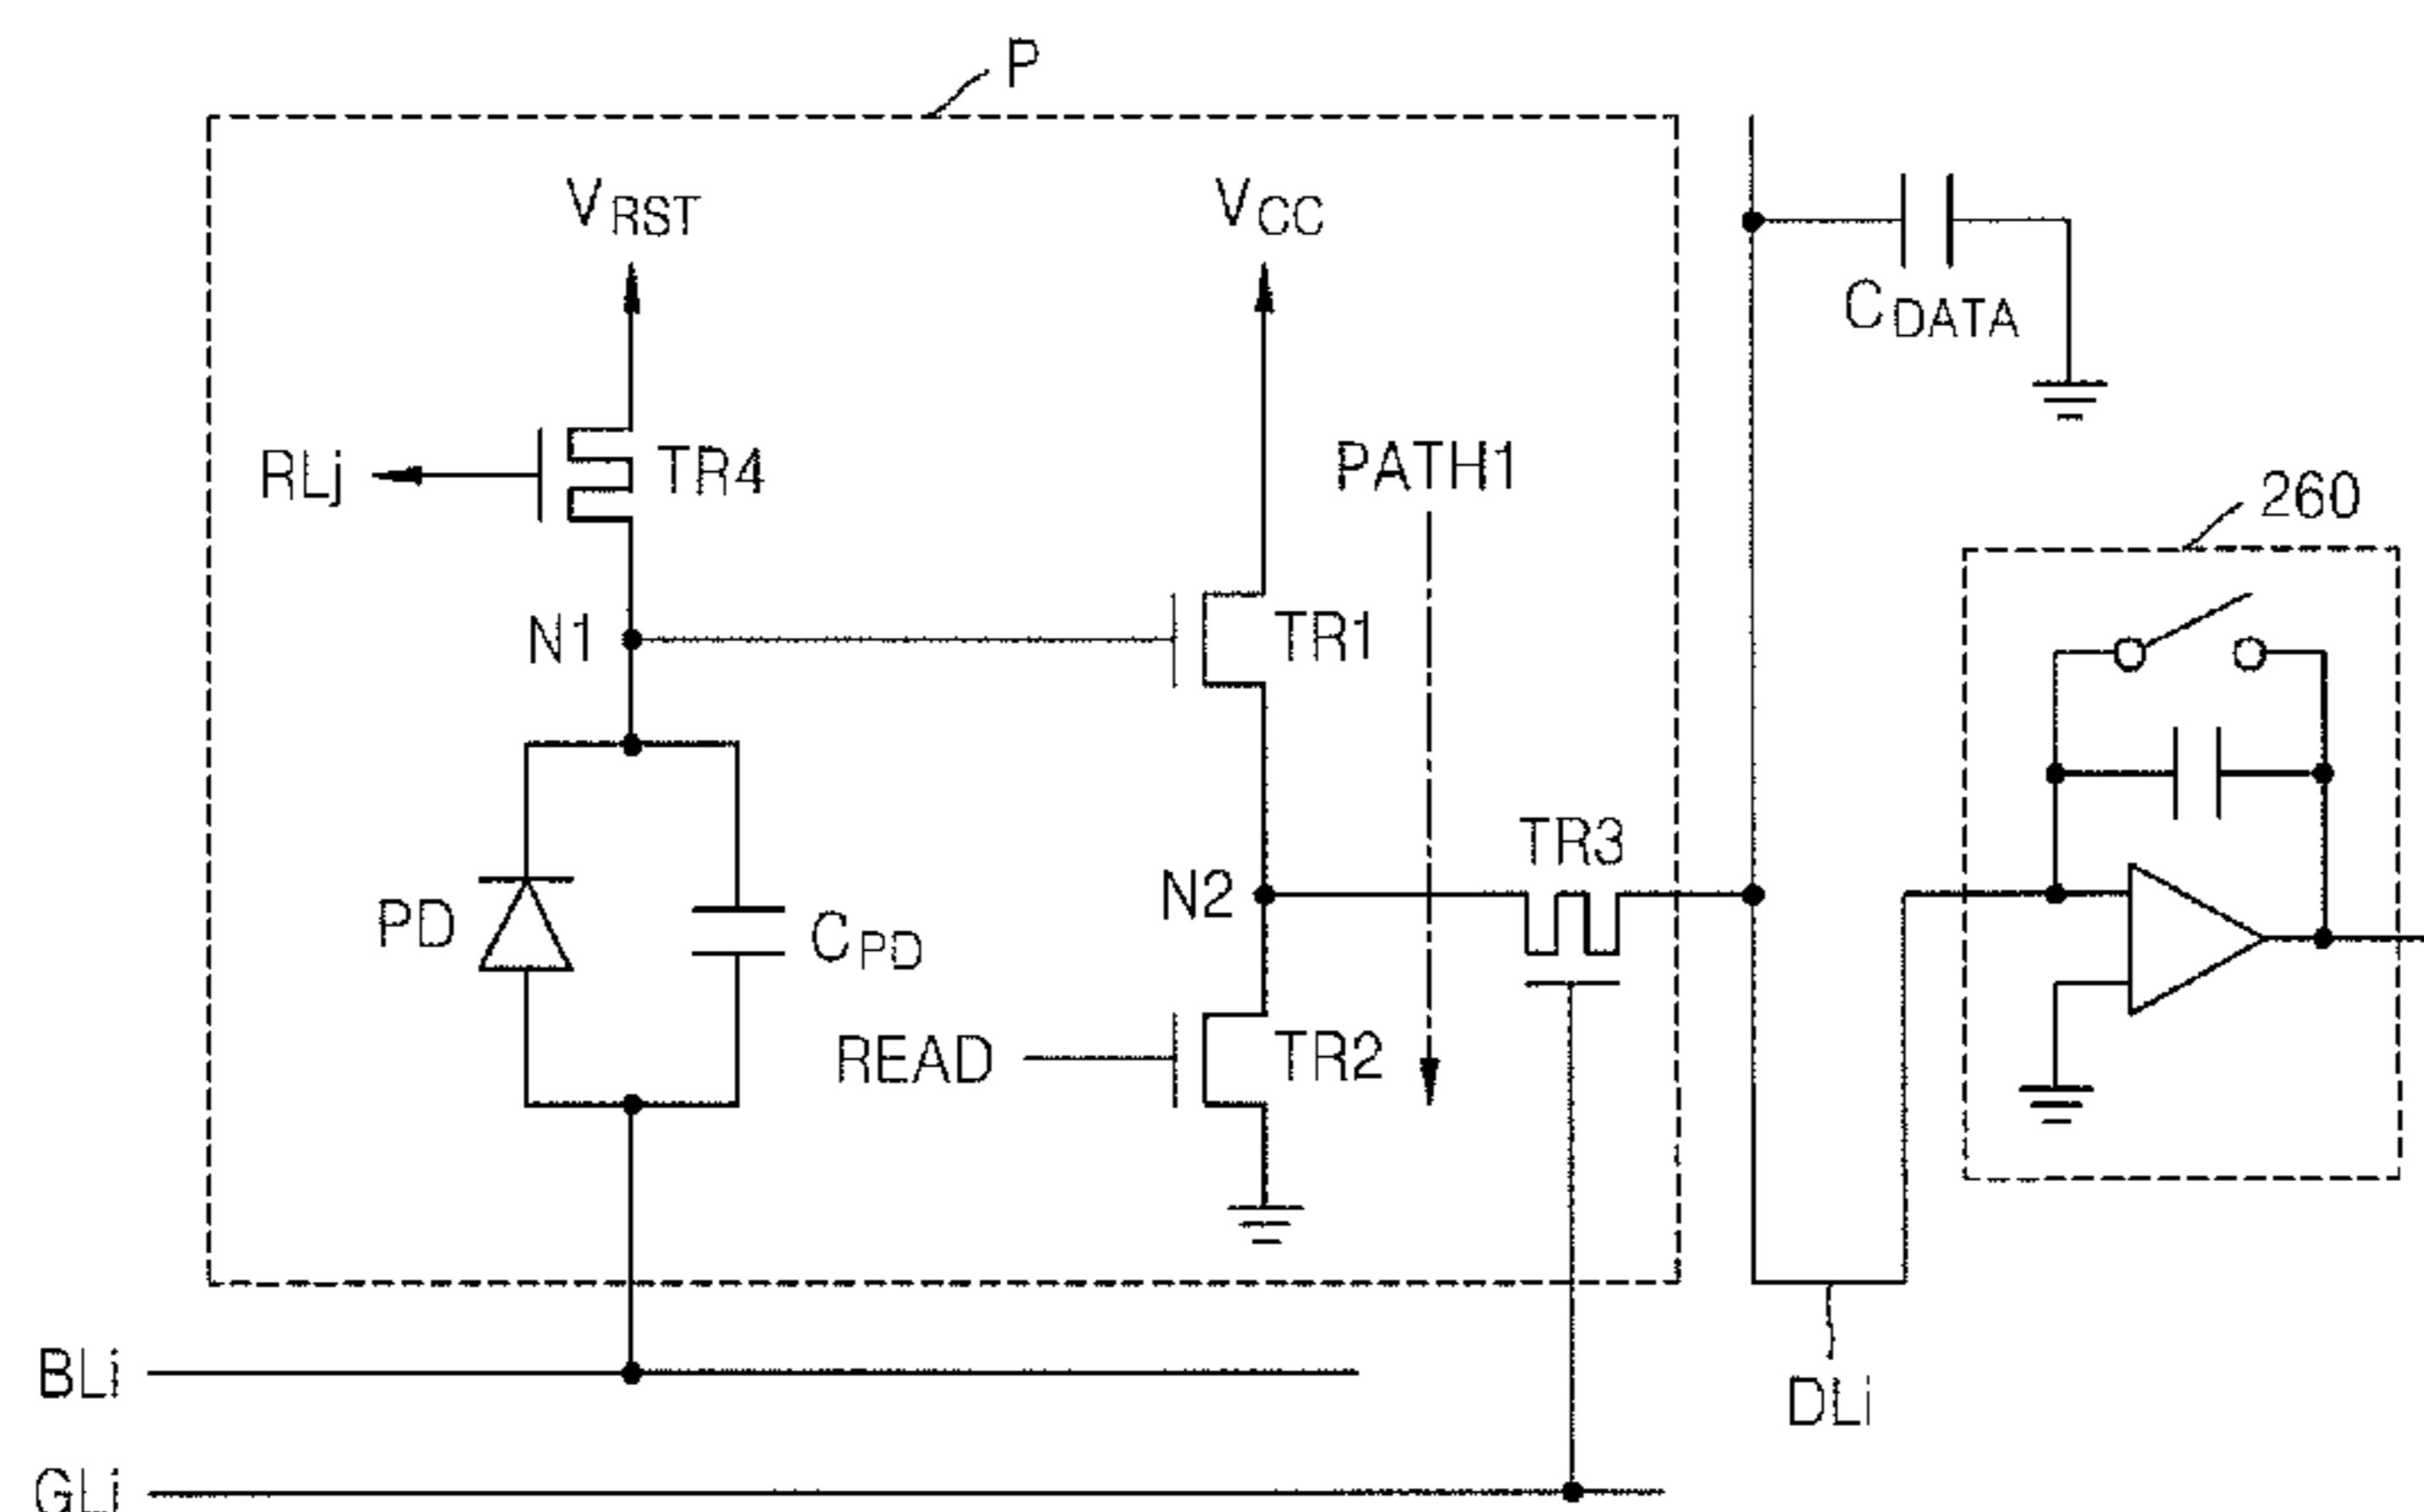 P
VRST
VCC
CDATA
RLj
TR4
PATH1
260
N1
TR1
TR3
N2
PD
CPD
READ
TR2
BLi
DLi
GLi